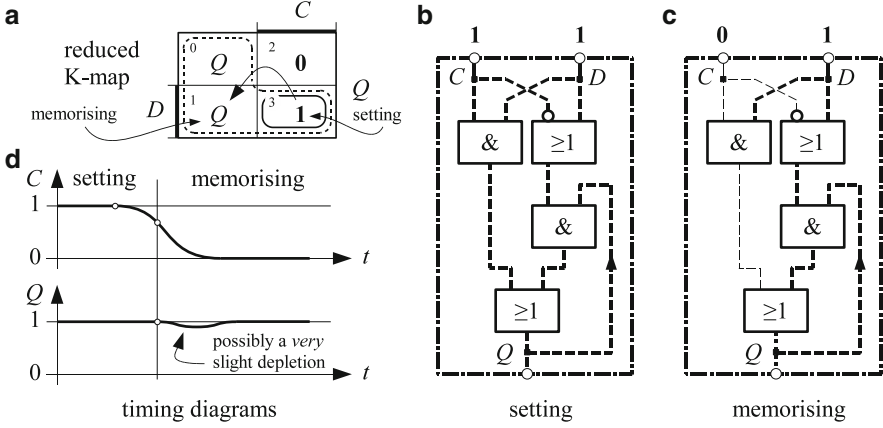 a
C
reduced
K-map
0
Q
2
0
D
1
Q
3
1
Q
memorising
setting
d
C
setting
memorising
1
0
t
Q
1
possibly a very
slight depletion
0
t
timing diagrams
b
1
1
C
D
&
≥1
&
≥1
Q
setting
c
0
1
C
D
&
≥1
&
≥1
Q
memorising